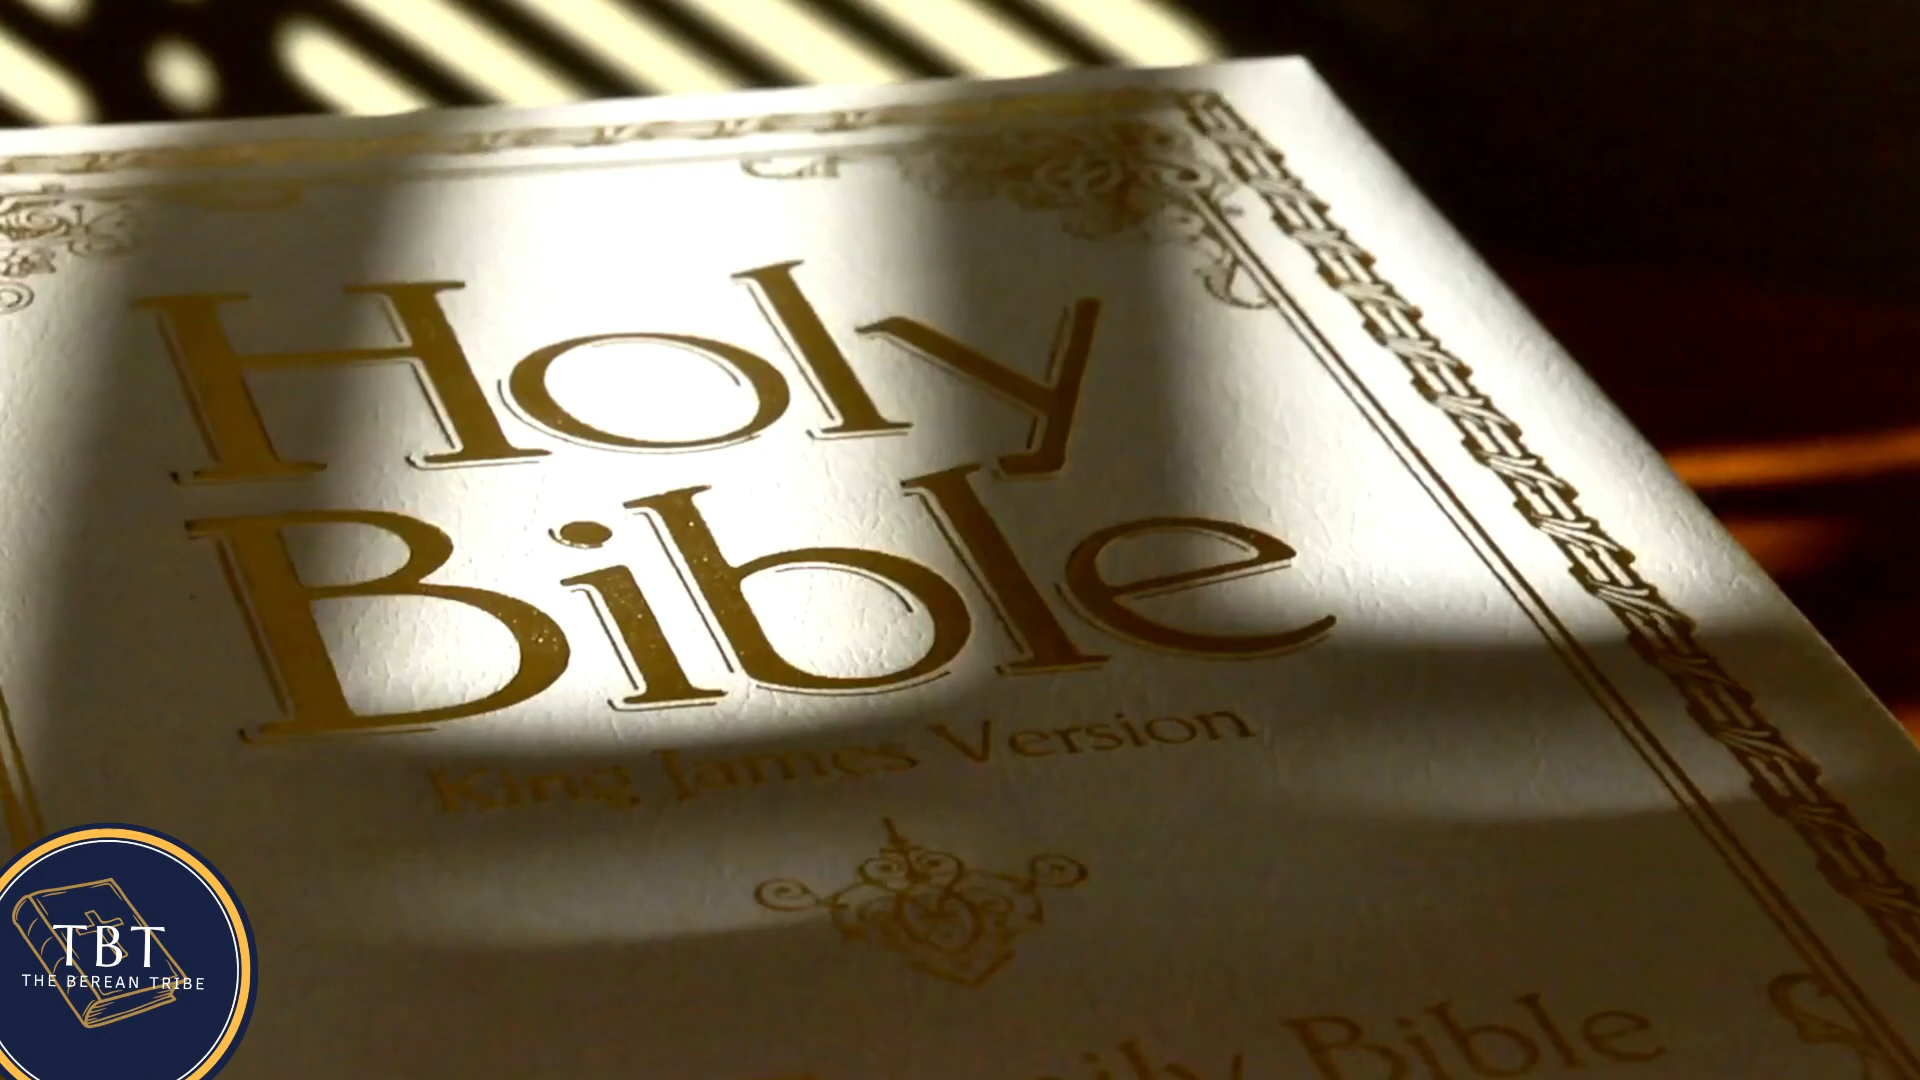 Holy
Bible
King James Version
Bible
TBT
THE BEREAN TRIBE